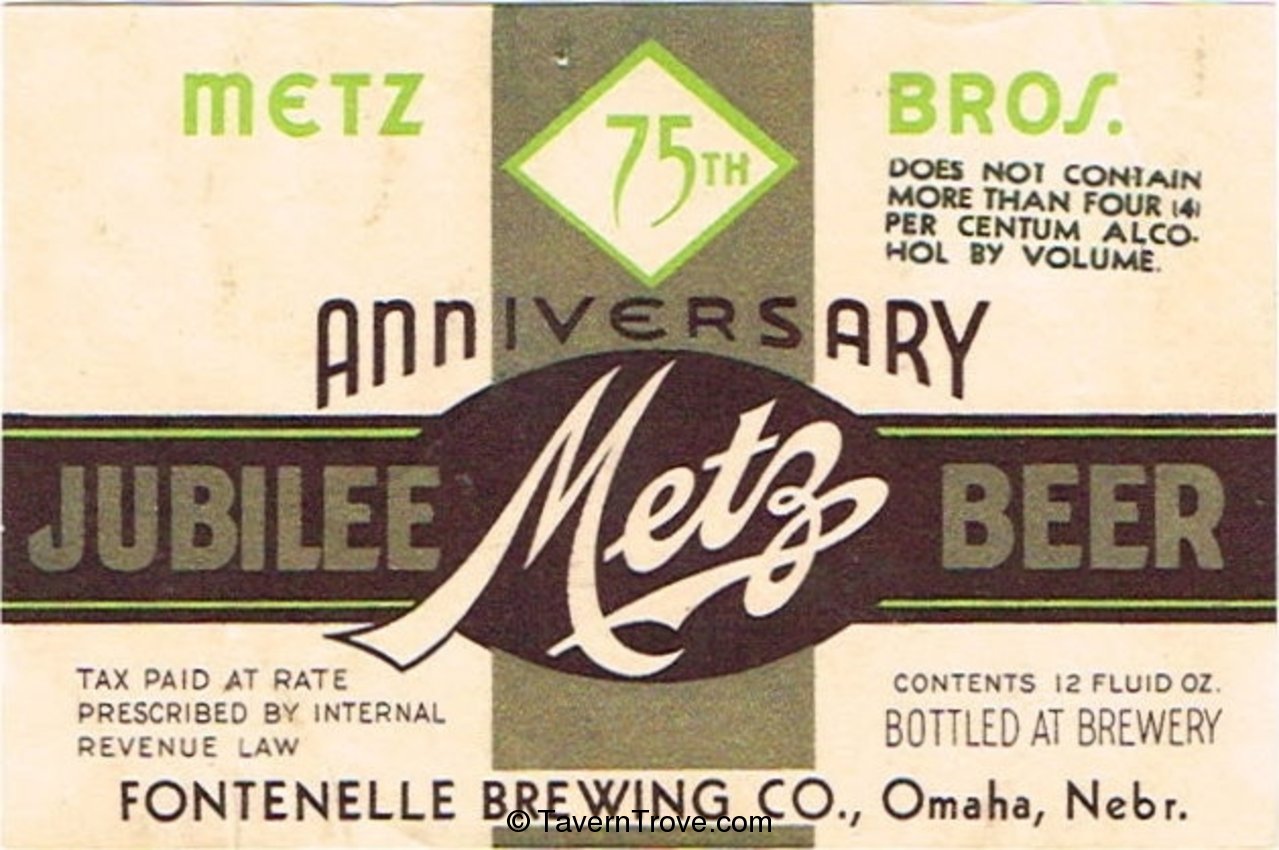 METZ
75TH
BROS.
DOES NOT CONTAIN
MORE THAN FOUR (4)
PER CENTUM ALCO-
HOL BY VOLUME.
ANNIVERSARY
JUBILEE Metz BEER
TAX PAID AT RATE
PRESCRIBED BY INTERNAL
REVENUE LAW
CONTENTS 12 FLUID OZ.
BOTTLED AT BREWERY
FONTENELLE BREWING CO., Omaha, Nebr.
© TavernTrove.com